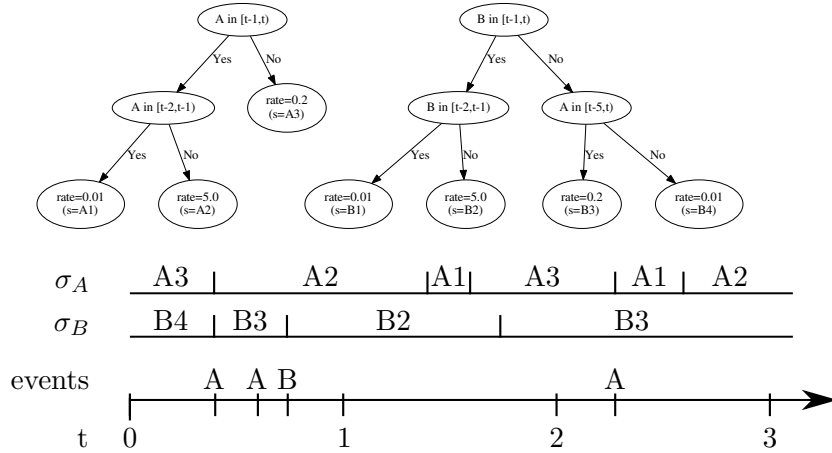 A in [t-1,t)
B in [t-1,t)
Yes
No
Yes
No
A in [t-2,t-1)
rate=0.2
(s=A3)
B in [t-2,t-1)
A in [t-5,t)
Yes
No
Yes
No
Yes
No
rate=0.01
(s=A1)
rate=5.0
(s=A2)
rate=0.01
(s=B1)
rate=5.0
(s=B2)
rate=0.2
(s=B3)
rate=0.01
(s=B4)
σA A3 A2 A1 A3 A1 A2
σB B4 B3 B2 B3
events A A B A
t 0 1 2 3